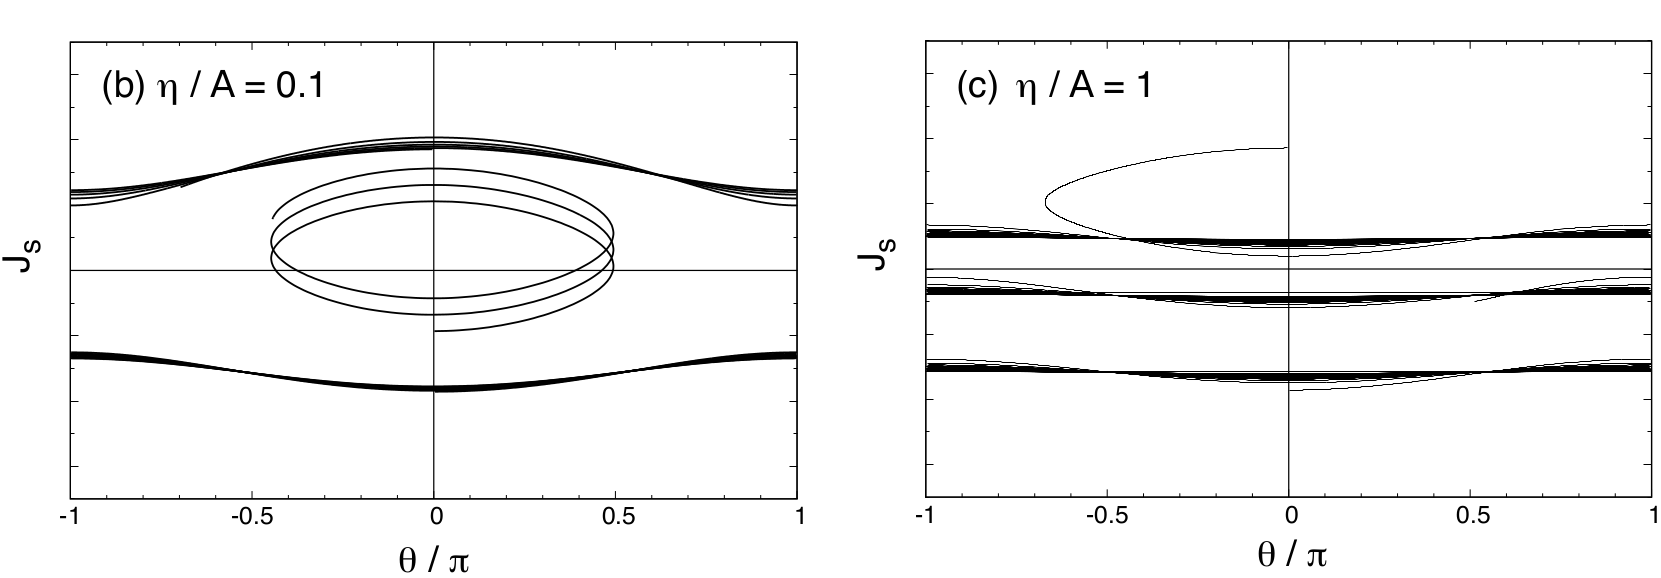 (b) η / A = 0.1
J_s
-1 -0.5 0 0.5 1
θ / π
(c) η / A = 1
J_s
-1 -0.5 0 0.5 1
θ / π